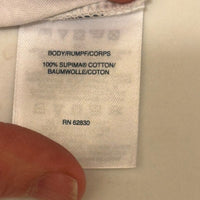 BODY/RUMPF/CORPS
100% SUPIMA® COTTON/
BAUMWOLLE/COTON
RN 62830